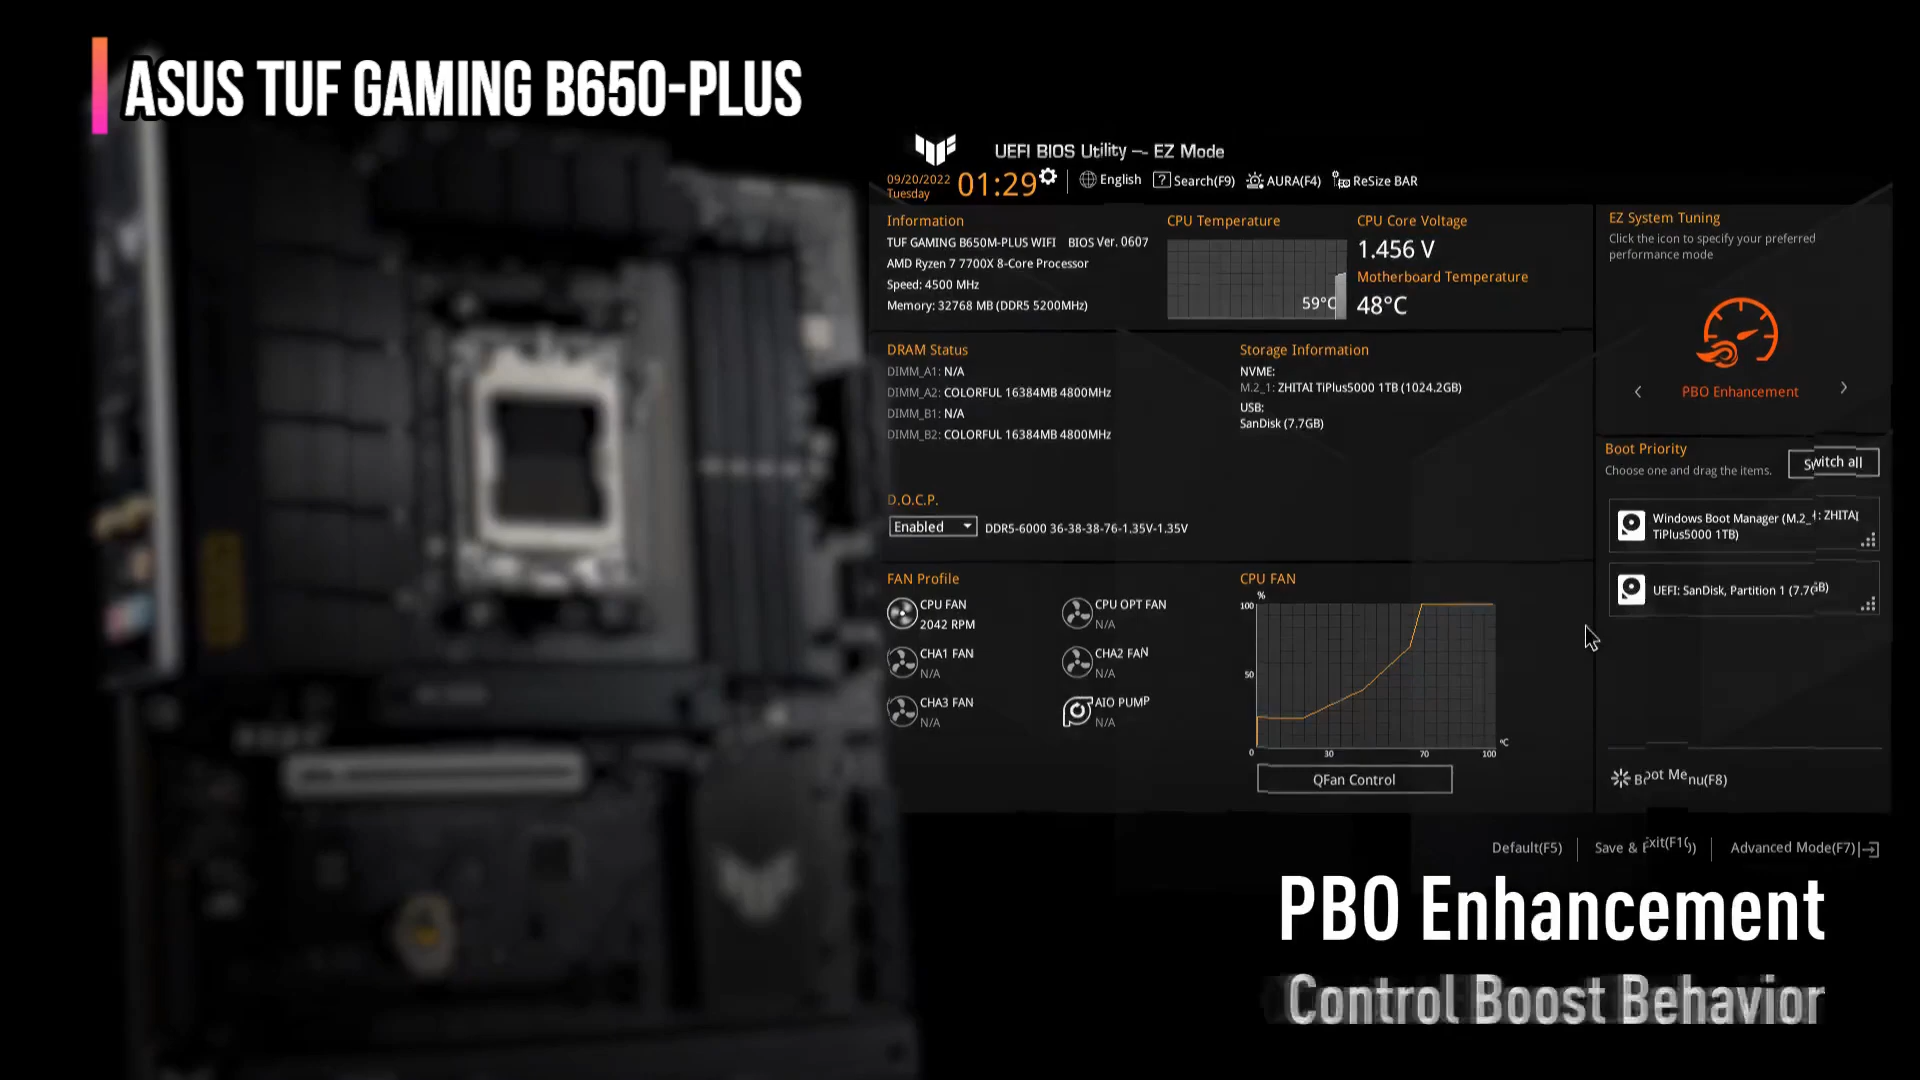 ASUS TUF GAMING B650-PLUS
UEFI BIOS Utility — EZ Mode
09/20/2022
Tuesday
01:29
English
Search(F9)
AURA(F4)
ReSize BAR
Information
TUF GAMING B650M-PLUS WIFI BIOS Ver. 0607
AMD Ryzen 7 7700X 8-Core Processor
Speed: 4500 MHz
Memory: 32768 MB (DDR5 5200MHz)
CPU Temperature
59°C
CPU Core Voltage
1.456 V
Motherboard Temperature
48°C
EZ System Tuning
Click the icon to specify your preferred
performance mode
PBO Enhancement
DRAM Status
DIMM_A1: N/A
DIMM_A2: COLORFUL 16384MB 4800MHz
DIMM_B1: N/A
DIMM_B2: COLORFUL 16384MB 4800MHz
Storage Information
NVME:
M.2_1: ZHITAI TiPlus5000 1TB (1024.2GB)
USB:
SanDisk (7.7GB)
Boot Priority
Choose one and drag the items.
Switch all
Windows Boot Manager (M.2_1: ZHITAI
TiPlus5000 1TB)
UEFI: SanDisk, Partition 1 (7.7GB)
D.O.C.P.
Enabled
DDR5-6000 36-38-38-76-1.35V-1.35V
FAN Profile
CPU FAN
2042 RPM
CPU OPT FAN
N/A
CHA1 FAN
N/A
CHA2 FAN
N/A
CHA3 FAN
N/A
AIO PUMP
N/A
CPU FAN
%
100
50
0
30
70
100
°C
QFan Control
Boot Menu(F8)
Default(F5)
Save & Exit(F10)
Advanced Mode(F7)
PBO Enhancement
Control Boost Behavior